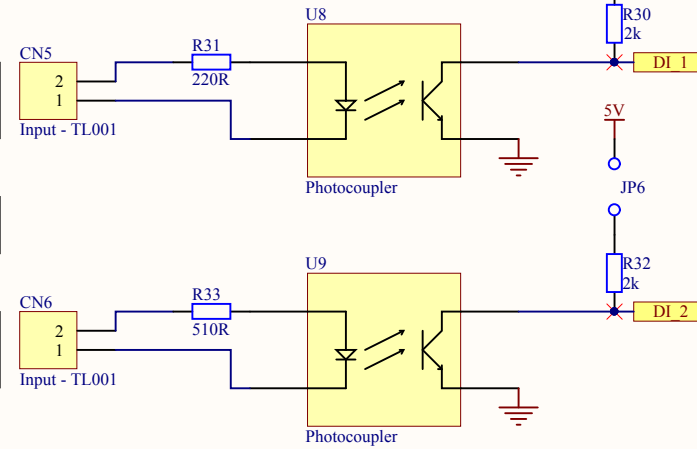 U8
R30
2k
CN5
R31
220R
DI_1
2
1
Input - TL001
5V
Photocoupler
JP6
U9
R32
2k
CN6
R33
510R
DI_2
2
1
Input - TL001
Photocoupler